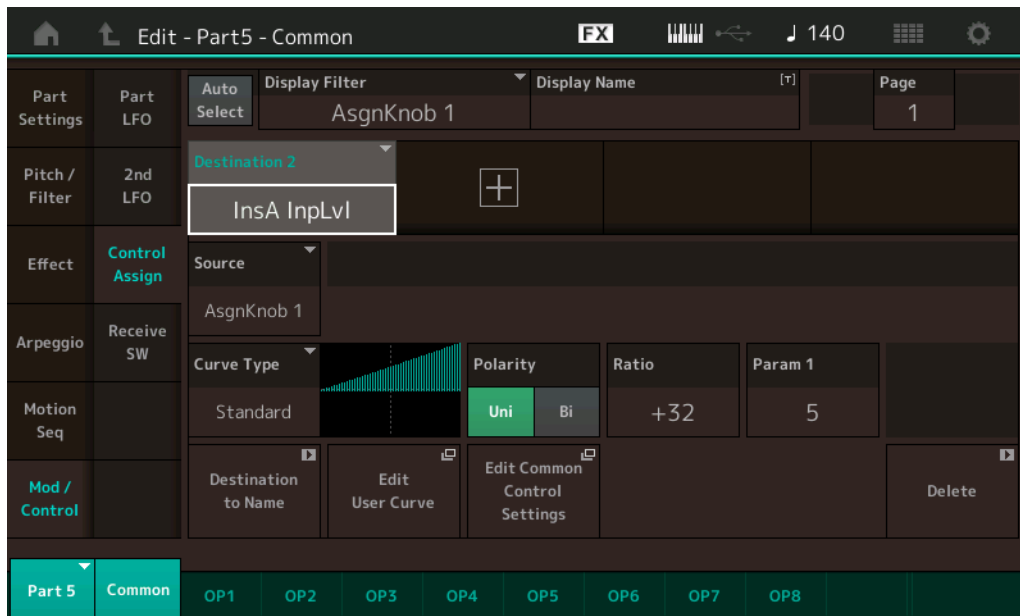 Edit - Part5 - Common
FX
♩ 140
Part
Settings
Part
LFO
Auto
Select
Display Filter
AsgnKnob 1
Display Name
[T]
Page
1
Pitch /
Filter
2nd
LFO
Destination 2
InsA InpLvl
+
Effect
Control
Assign
Source
AsgnKnob 1
Arpeggio
Receive
SW
Curve Type
Standard
Polarity
Uni
Bi
Ratio
+32
Param 1
5
Motion
Seq
Mod /
Control
Destination
to Name
Edit
User Curve
Edit Common
Control
Settings
Delete
Part 5
Common
OP1
OP2
OP3
OP4
OP5
OP6
OP7
OP8